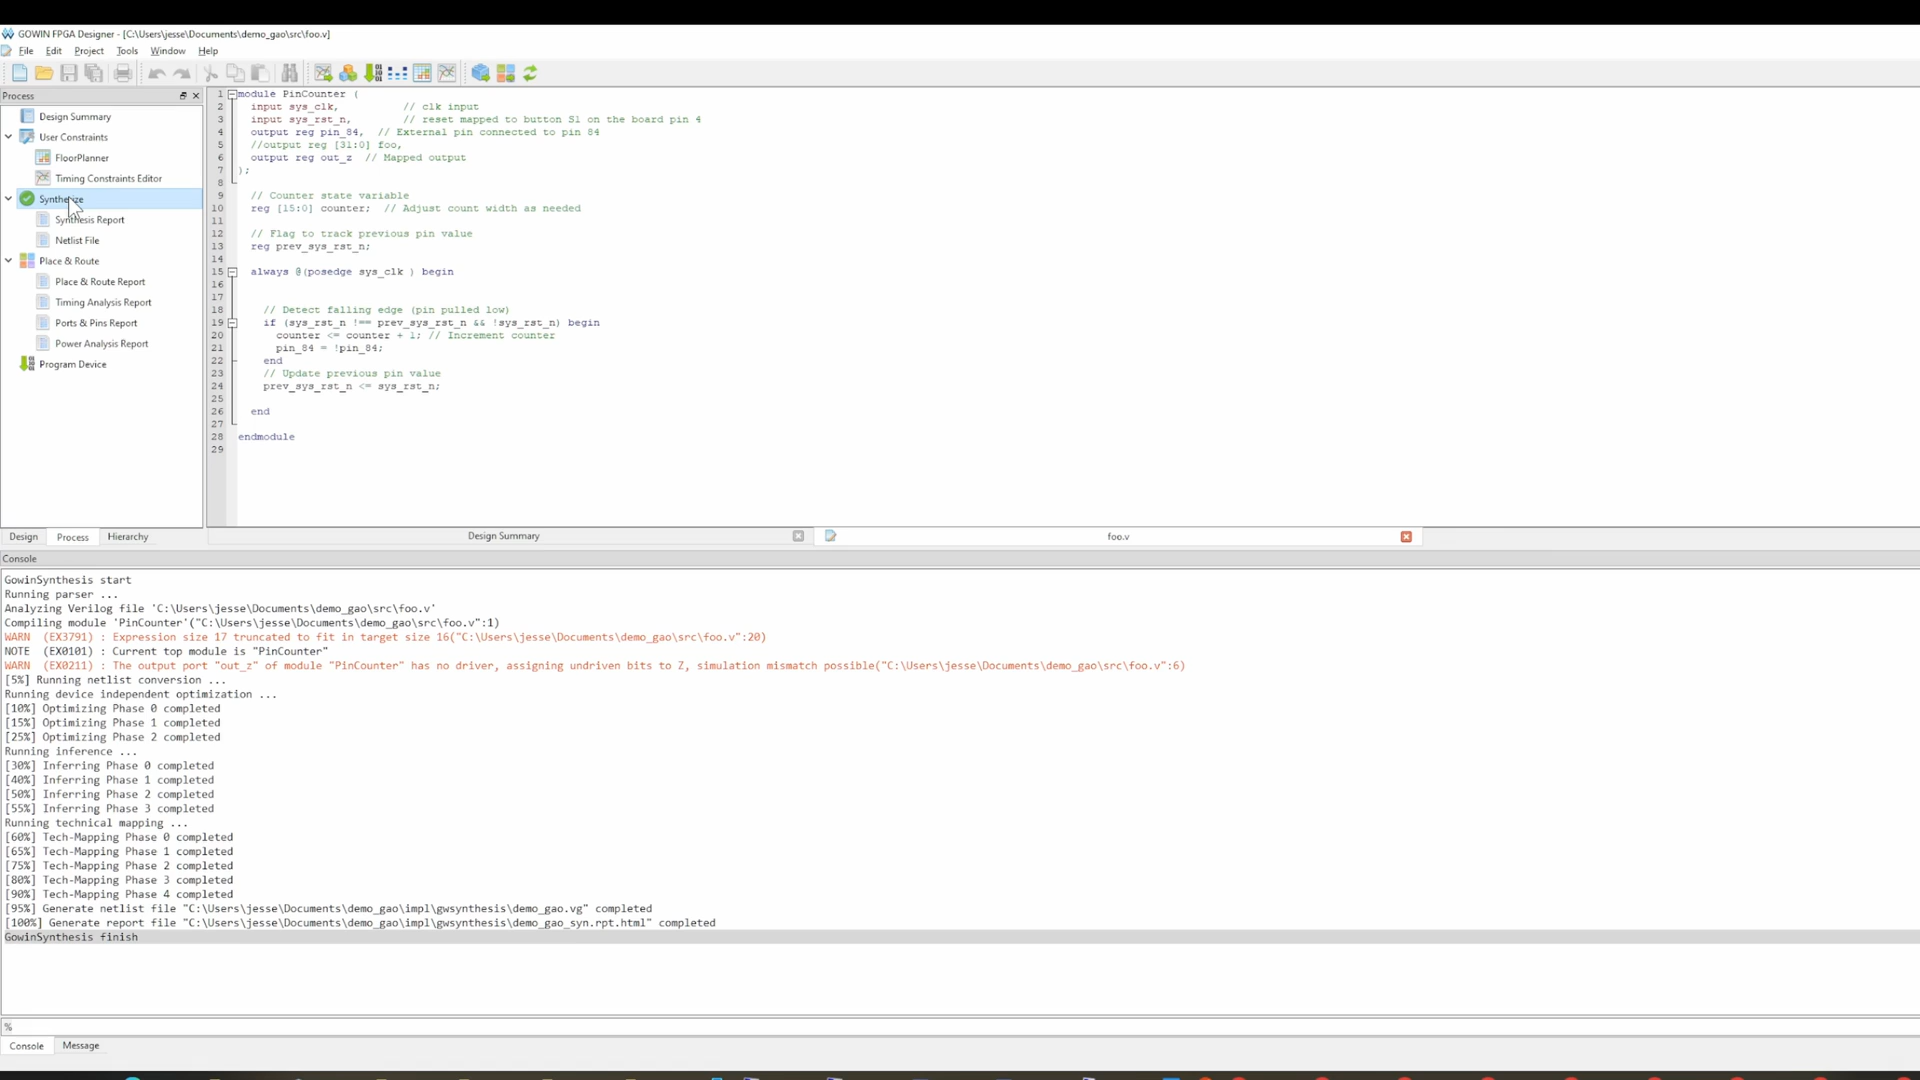 GOWIN FPGA Designer - [C:\Users\jesse\Documents\demo_gao\src\foo.v]
File Edit Project Tools Window Help
Process
Design Summary
User Constraints
FloorPlanner
Timing Constraints Editor
Synthesize
Synthesis Report
Netlist File
Place & Route
Place & Route Report
Timing Analysis Report
Ports & Pins Report
Power Analysis Report
Program Device
1 module PinCounter (
2 input sys_clk, // clk input
3 input sys_rst_n, // reset mapped to button S1 on the board pin 4
4 output reg pin_84, // External pin connected to pin 84
5 //output reg [31:0] foo,
6 output reg out_z // Mapped output
7 );
8
9 // Counter state variable
10 reg [15:0] counter; // Adjust count width as needed
11
12 // Flag to track previous pin value
13 reg prev_sys_rst_n;
14
15 always @(posedge sys_clk ) begin
16
17
18 // Detect falling edge (pin pulled low)
19 if (sys_rst_n !== prev_sys_rst_n && !sys_rst_n) begin
20 counter <= counter + 1; // Increment counter
21 pin_84 = !pin_84;
22 end
23 // Update previous pin value
24 prev_sys_rst_n <= sys_rst_n;
25
26 end
27
28 endmodule
29
Design Process Hierarchy
Design Summary
foo.v
Console
GowinSynthesis start
Running parser ...
Analyzing Verilog file 'C:\Users\jesse\Documents\demo_gao\src\foo.v'
Compiling module 'PinCounter'("C:\Users\jesse\Documents\demo_gao\src\foo.v":1)
WARN (EX3791) : Expression size 17 truncated to fit in target size 16("C:\Users\jesse\Documents\demo_gao\src\foo.v":20)
NOTE (EX0101) : Current top module is "PinCounter"
WARN (EX0211) : The output port "out_z" of module "PinCounter" has no driver, assigning undriven bits to Z, simulation mismatch possible("C:\Users\jesse\Documents\demo_gao\src\foo.v":6)
[5%] Running netlist conversion ...
Running device independent optimization ...
[10%] Optimizing Phase 0 completed
[15%] Optimizing Phase 1 completed
[25%] Optimizing Phase 2 completed
Running inference ...
[30%] Inferring Phase 0 completed
[40%] Inferring Phase 1 completed
[50%] Inferring Phase 2 completed
[55%] Inferring Phase 3 completed
Running technical mapping ...
[60%] Tech-Mapping Phase 0 completed
[65%] Tech-Mapping Phase 1 completed
[75%] Tech-Mapping Phase 2 completed
[80%] Tech-Mapping Phase 3 completed
[90%] Tech-Mapping Phase 4 completed
[95%] Generate netlist file "C:\Users\jesse\Documents\demo_gao\impl\gwsynthesis\demo_gao.vg" completed
[100%] Generate report file "C:\Users\jesse\Documents\demo_gao\impl\gwsynthesis\demo_gao_syn.rpt.html" completed
GowinSynthesis finish
%
Console Message